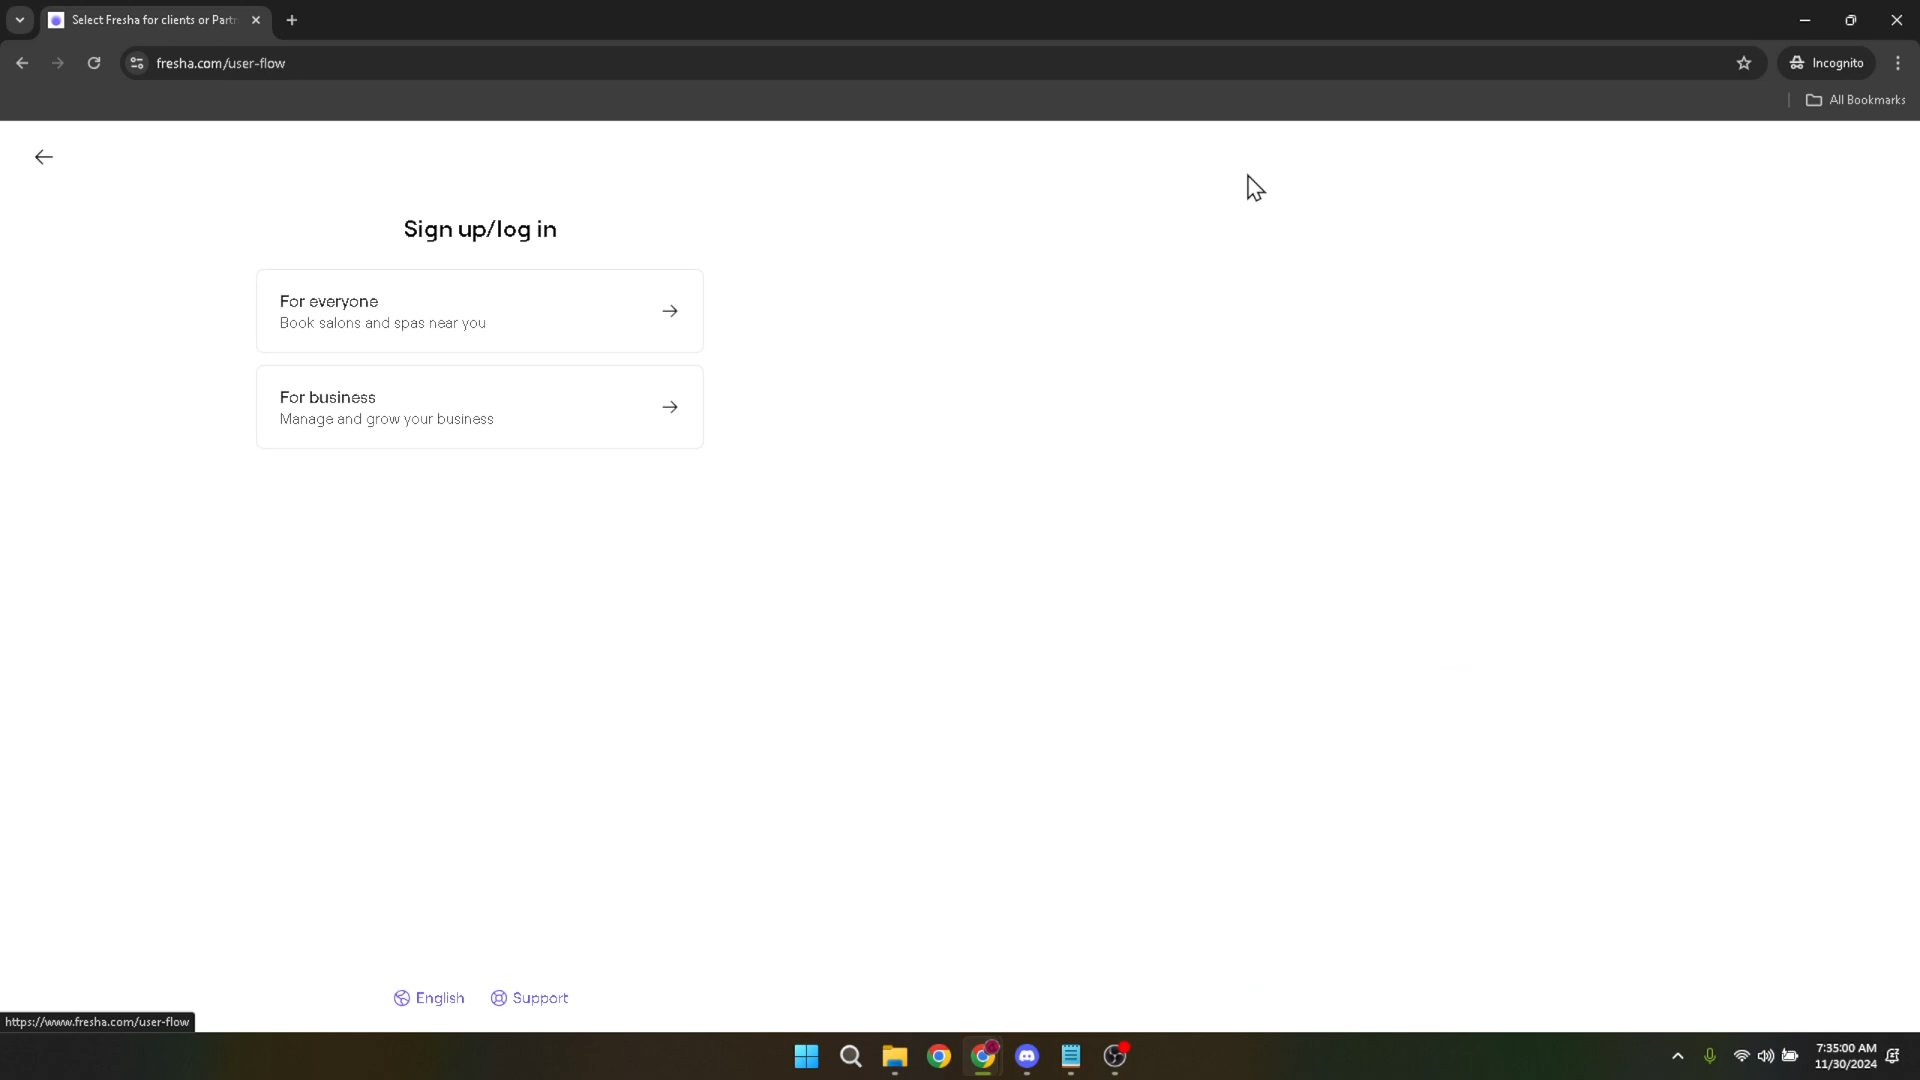 Select Fresha for clients or Partn
fresha.com/user-flow
Incognito
All Bookmarks
Sign up/log in
For everyone
Book salons and spas near you
For business
Manage and grow your business
English
Support
https://www.fresha.com/user-flow
7:35:00 AM
11/30/2024